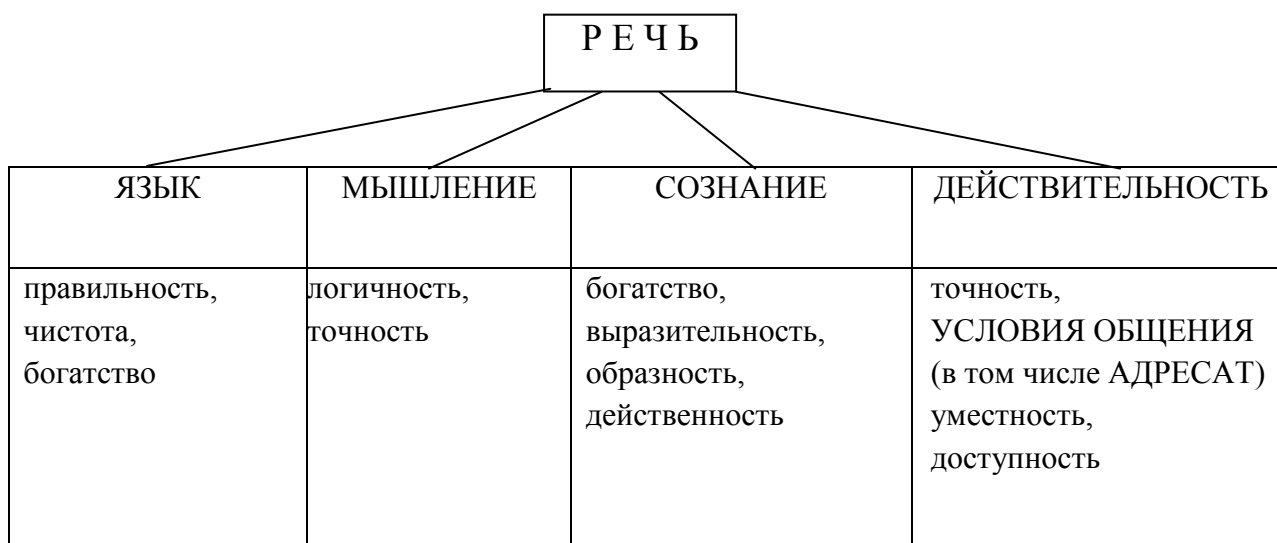 Р Е Ч Ь
ЯЗЫК
МЫШЛЕНИЕ
СОЗНАНИЕ
ДЕЙСТВИТЕЛЬНОСТЬ
правильность,
чистота,
богатство
логичность,
точность
богатство,
выразительность,
образность,
действенность
точность,
УСЛОВИЯ ОБЩЕНИЯ
(в том числе АДРЕСАТ)
уместность,
доступность